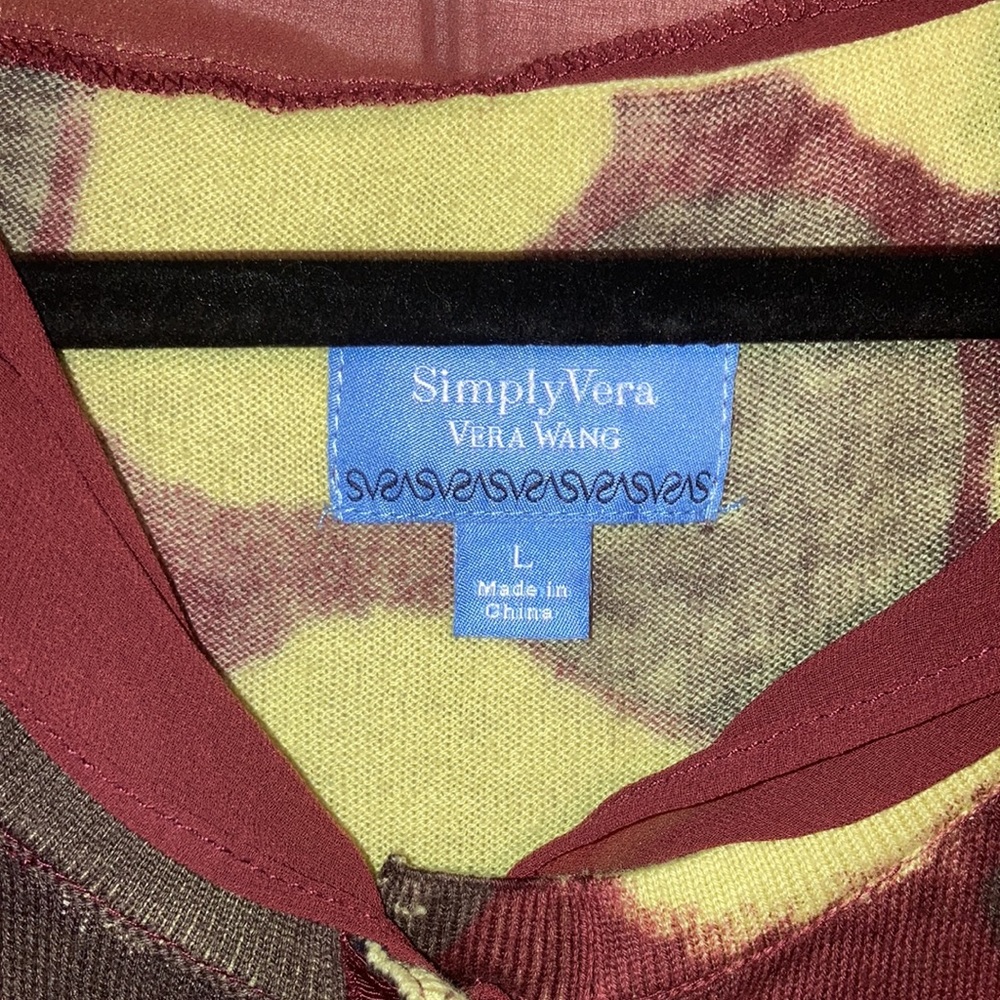 SimplyVera
VERA WANG
L
Made in
China